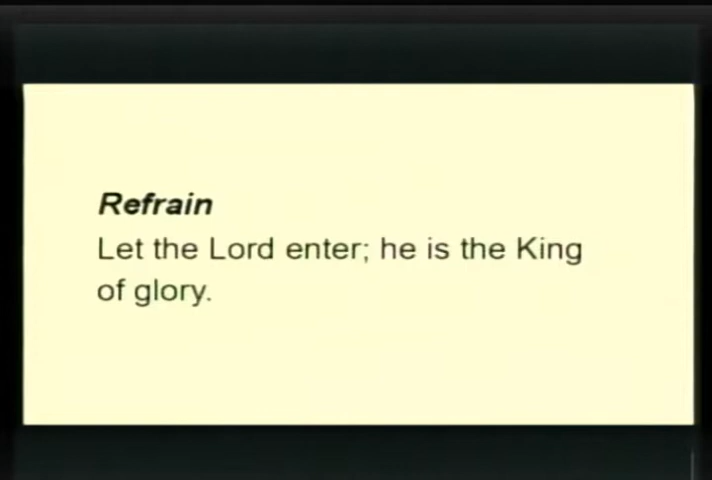 Refrain
Let the Lord enter; he is the King
of glory.